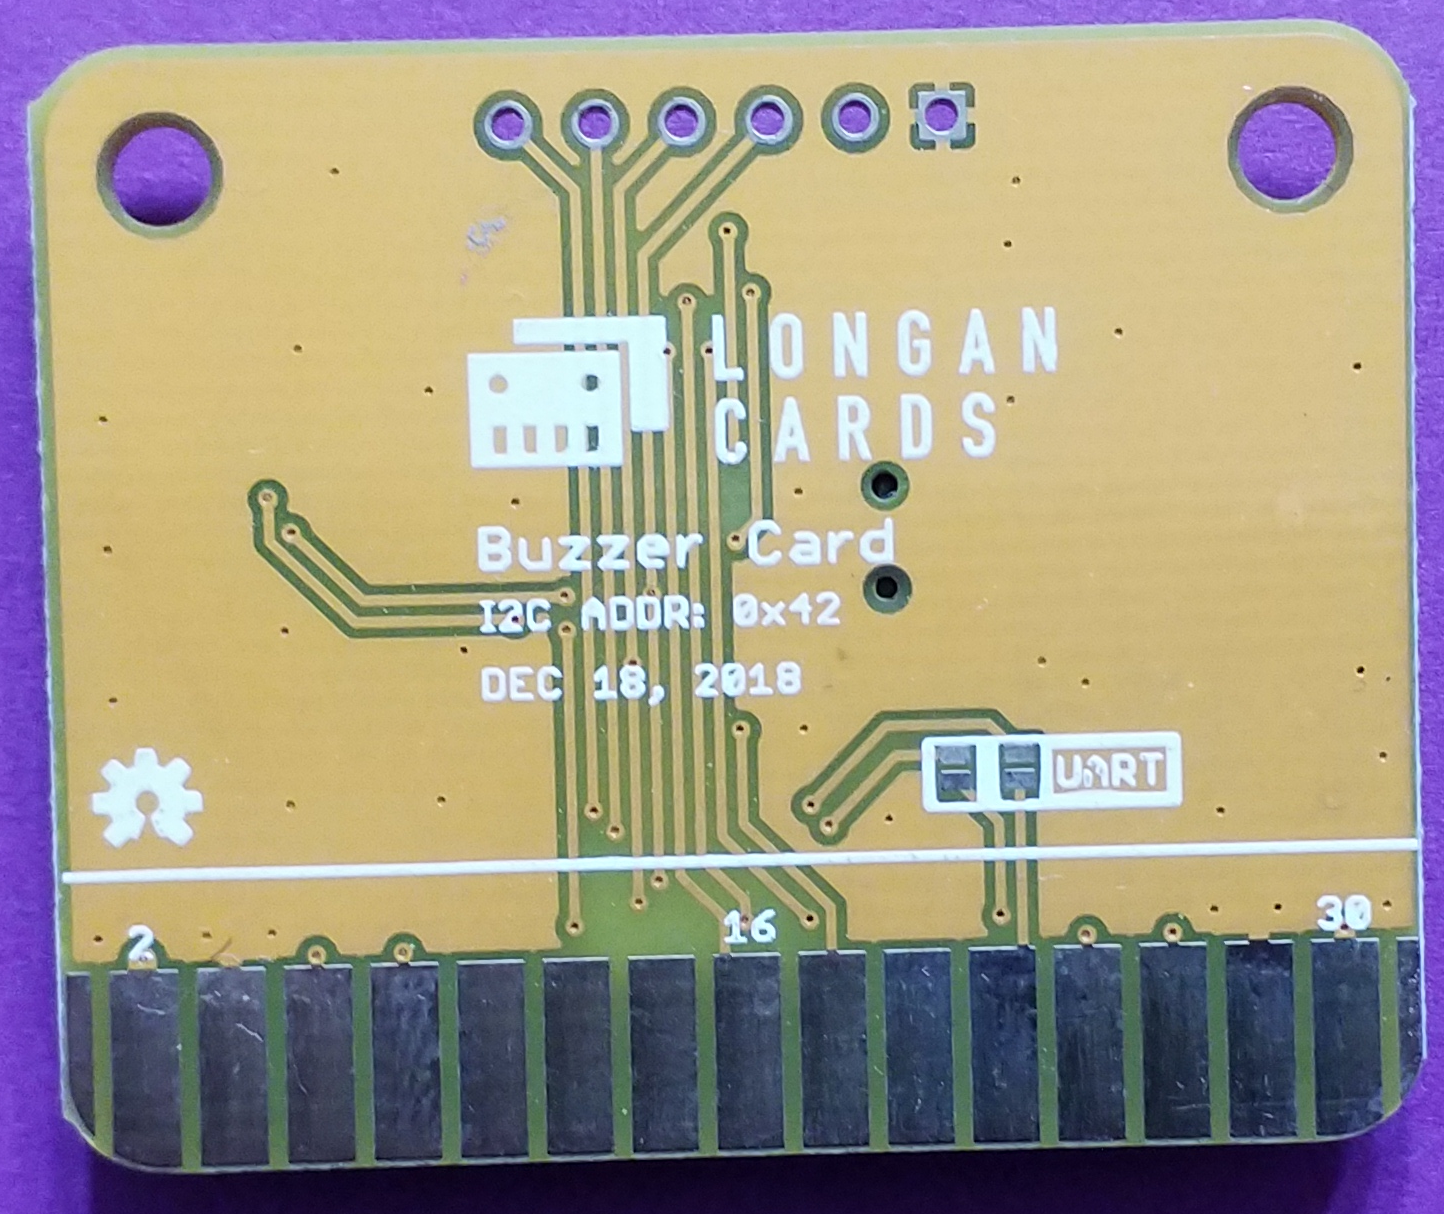 LONGAN
CARDS
Buzzer Card
I2C ADDR: 0x42
DEC 18, 2018
UART
2
16
30